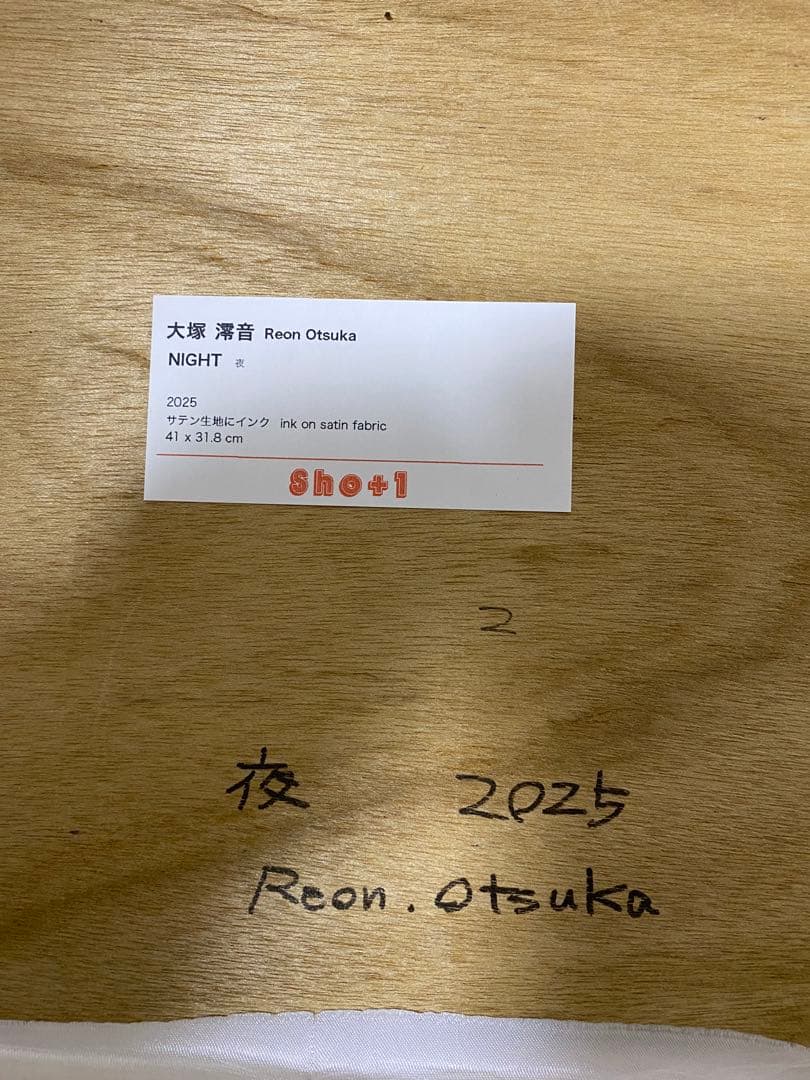 大塚 澪音 Reon Otsuka
NIGHT 夜
2025
サテン生地にインク ink on satin fabric
41 x 31.8 cm
Sho+1
2
夜 2025
Reon. Otsuka